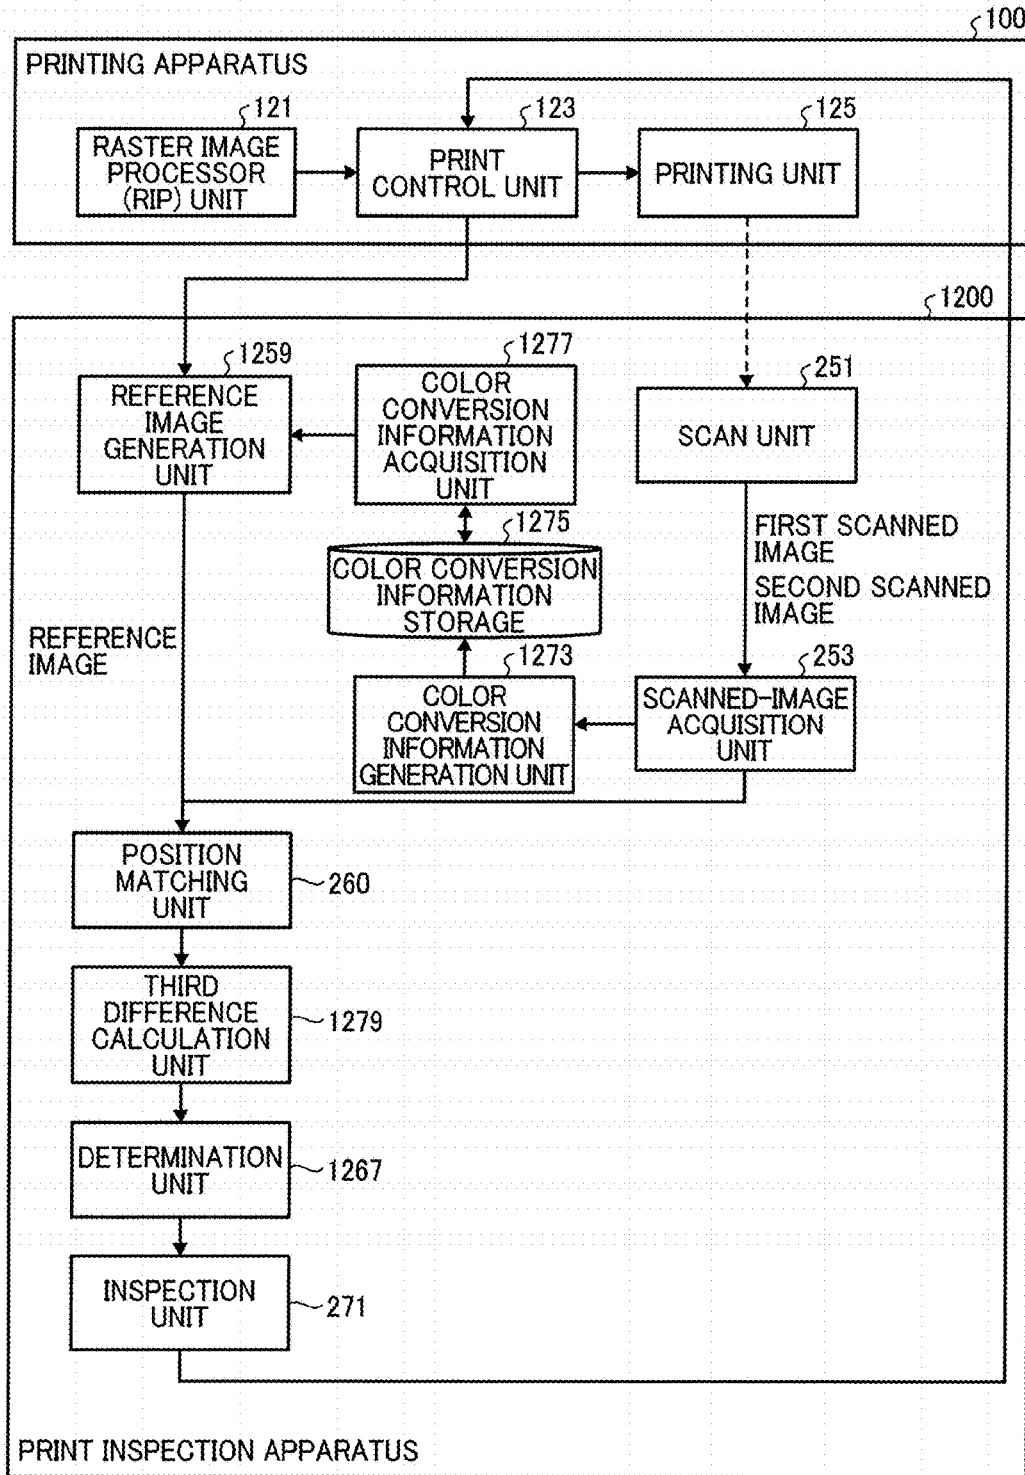 100
PRINTING APPARATUS
121
RASTER IMAGE
PROCESSOR
(RIP) UNIT
123
PRINT
CONTROL UNIT
125
PRINTING UNIT
1200
1259
REFERENCE
IMAGE
GENERATION
UNIT
1277
COLOR
CONVERSION
INFORMATION
ACQUISITION
UNIT
251
SCAN UNIT
1275
COLOR CONVERSION
INFORMATION
STORAGE
FIRST SCANNED
IMAGE
SECOND SCANNED
IMAGE
REFERENCE
IMAGE
1273
COLOR
CONVERSION
INFORMATION
GENERATION UNIT
253
SCANNED-IMAGE
ACQUISITION
UNIT
POSITION
MATCHING
UNIT
260
THIRD
DIFFERENCE
CALCULATION
UNIT
1279
DETERMINATION
UNIT
1267
INSPECTION
UNIT
271
PRINT INSPECTION APPARATUS